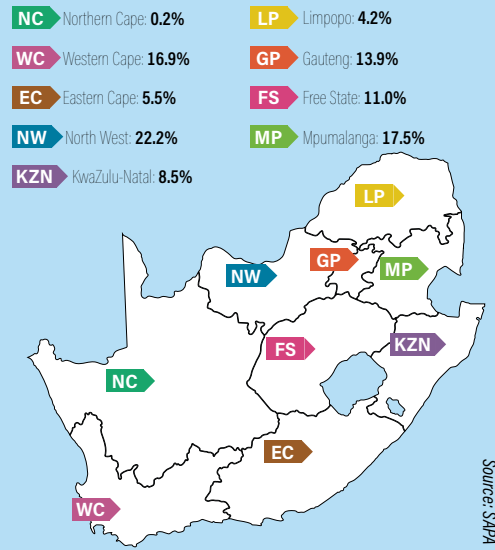 NC Northern Cape: 0.2%
WC Western Cape: 16.9%
EC Eastern Cape: 5.5%
NW North West: 22.2%
KZN KwaZulu-Natal: 8.5%
LP Limpopo: 4.2%
GP Gauteng: 13.9%
FS Free State: 11.0%
MP Mpumalanga: 17.5%
LP
GP
NW
MP
FS
KZN
NC
EC
WC
Source: SAPA